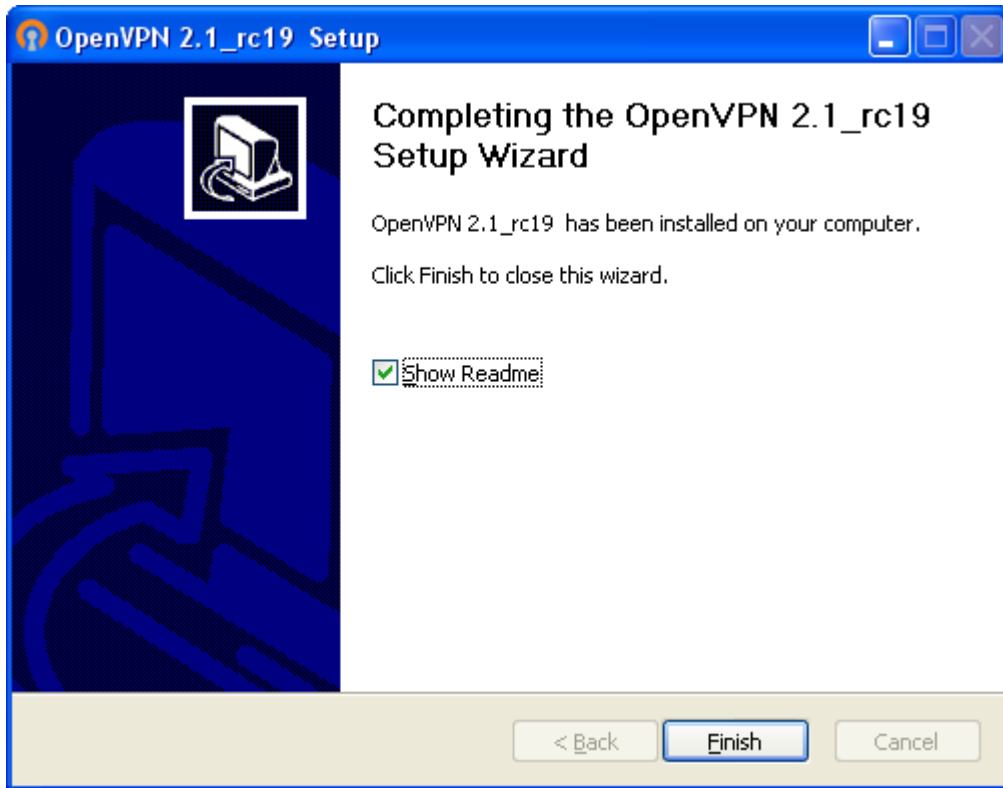 OpenVPN 2.1_rc19 Setup
Completing the OpenVPN 2.1_rc19
Setup Wizard
OpenVPN 2.1_rc19 has been installed on your computer.
Click Finish to close this wizard.
Show Readme
< Back Finish Cancel